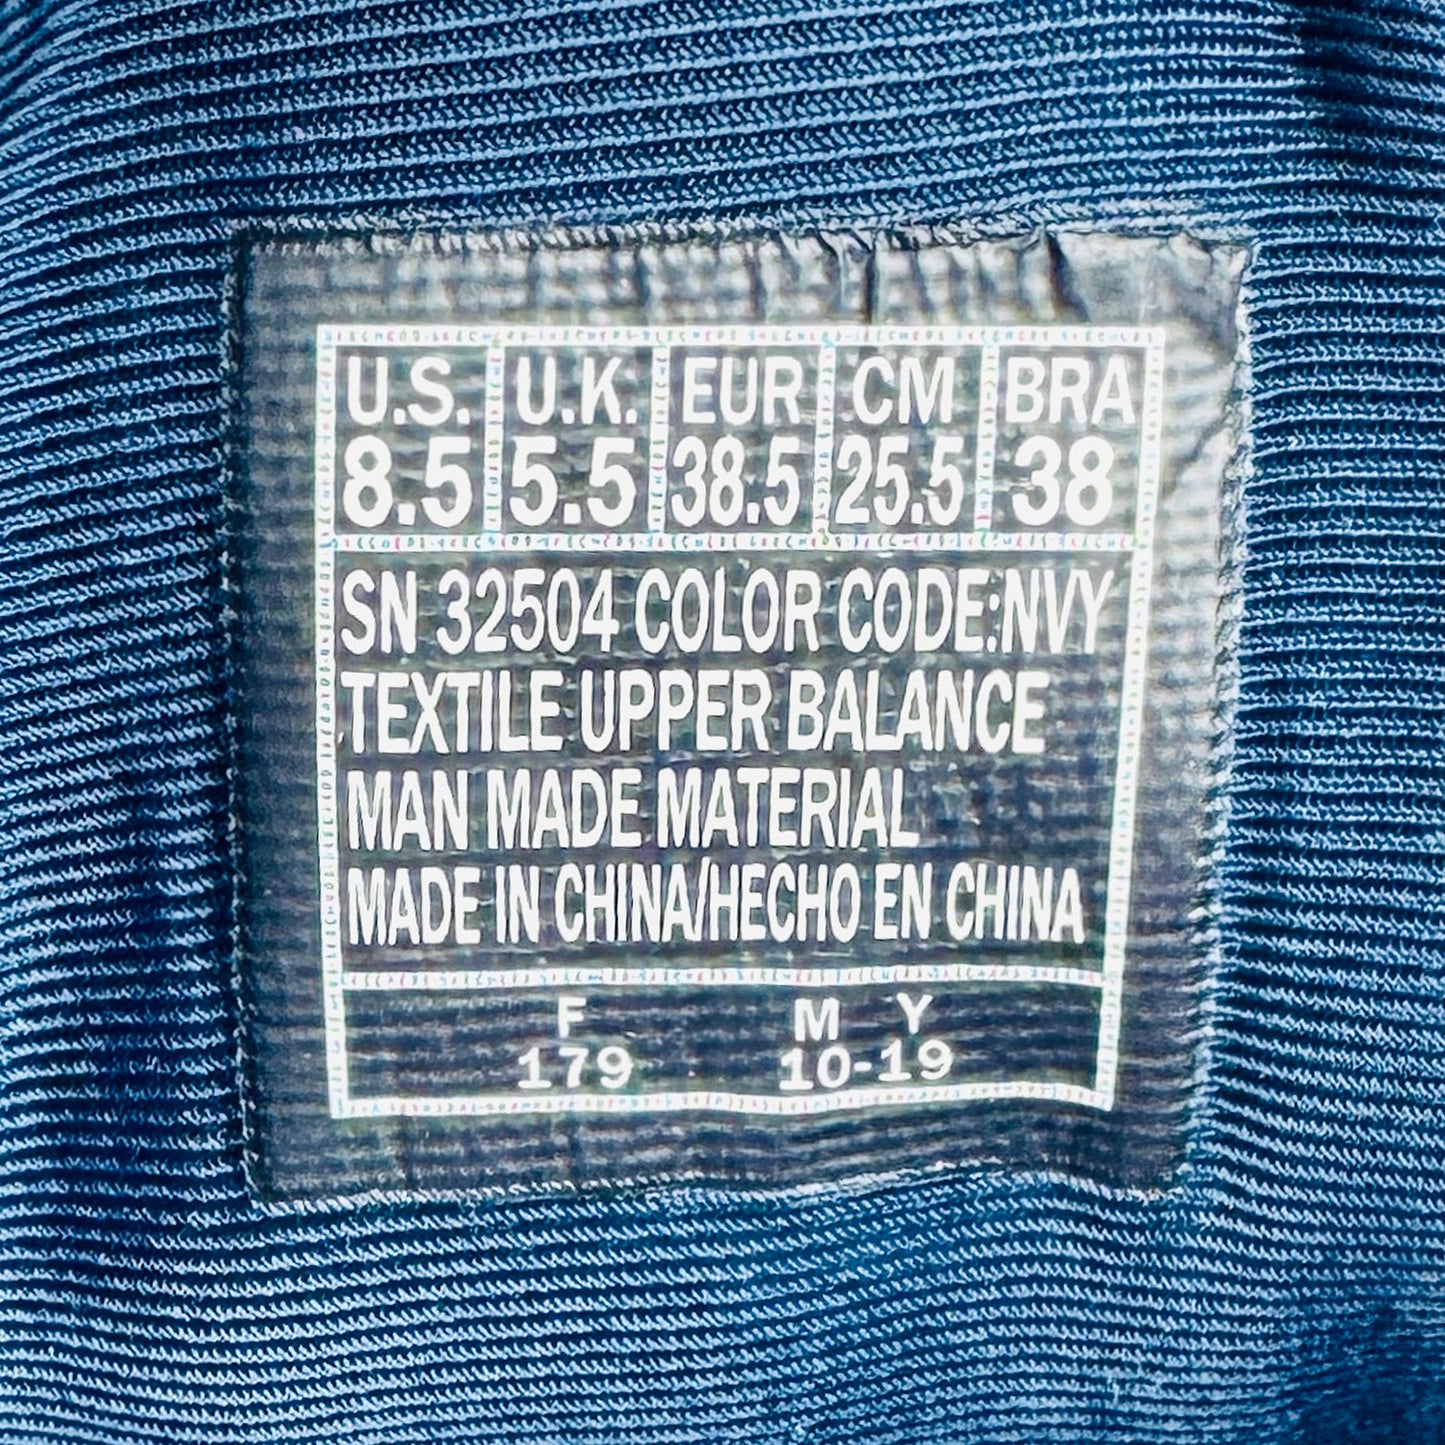 U.S. U.K. EUR CM BRA
8.5 5.5 38.5 25.5 38
SN 32504 COLOR CODE:NVY
TEXTILE UPPER BALANCE
MAN MADE MATERIAL
MADE IN CHINA/HECHO EN CHINA
F M Y
179 10-19